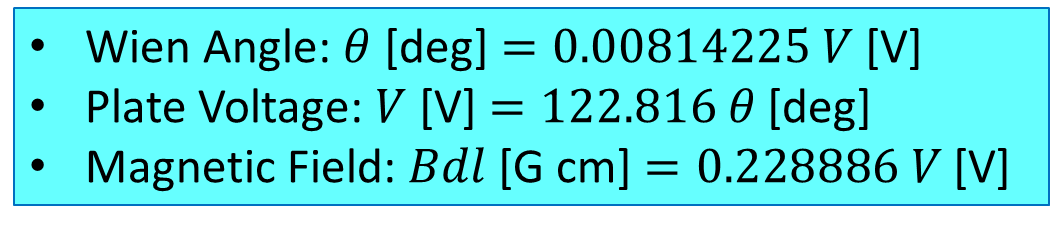 • Wien Angle: θ [deg] = 0.00814225 V [V]
• Plate Voltage: V [V] = 122.816 θ [deg]
• Magnetic Field: Bdl [G cm] = 0.228886 V [V]